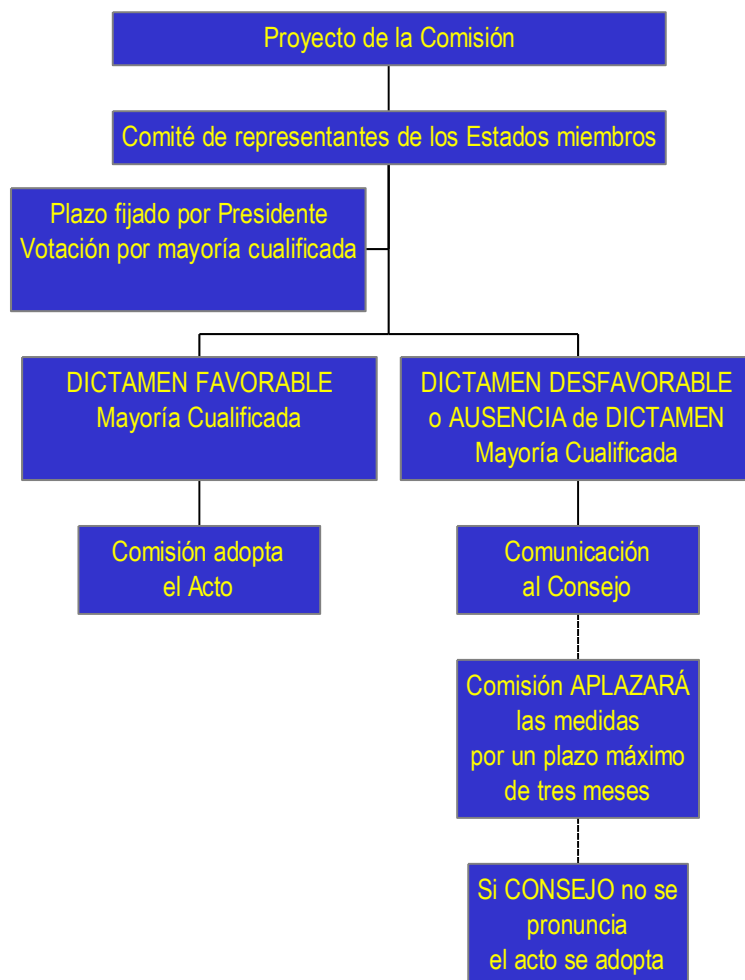 Proyecto de la Comisión
Comité de representantes de los Estados miembros
Plazo fijado por Presidente
Votación por mayoría cualificada
DICTAMEN FAVORABLE
Mayoría Cualificada
DICTAMEN DESFAVORABLE
o AUSENCIA de DICTAMEN
Mayoría Cualificada
Comisión adopta
el Acto
Comunicación
al Consejo
Comisión APLAZARÁ
las medidas
por un plazo máximo
de tres meses
Si CONSEJO no se
pronuncia
el acto se adopta